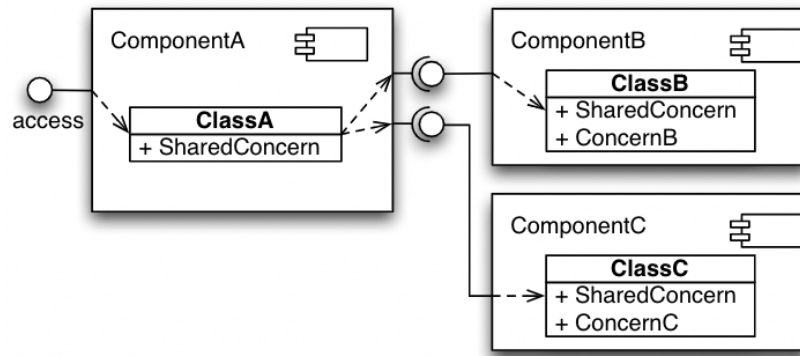 ComponentA
access
ClassA
+ SharedConcern
ComponentB
ClassB
+ SharedConcern
+ ConcernB
ComponentC
ClassC
+ SharedConcern
+ ConcernC